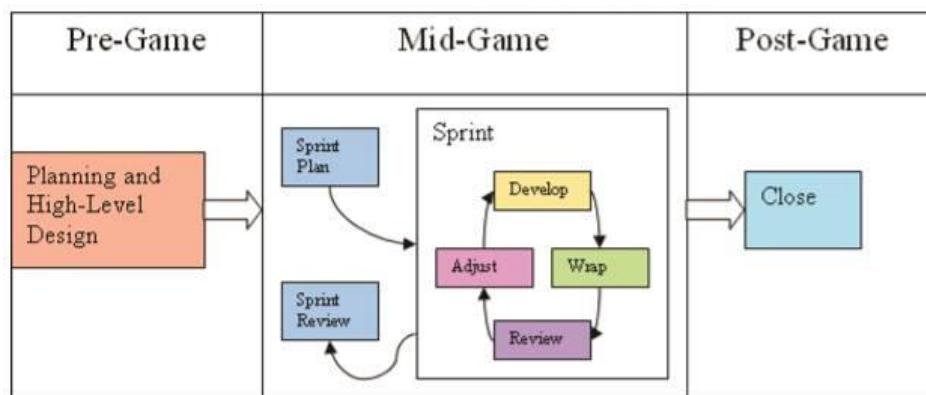 Pre-Game
Mid-Game
Post-Game
Planning and
High-Level
Design
Sprint
Plan
Sprint
Review
Sprint
Develop
Adjust
Wrap
Review
Close